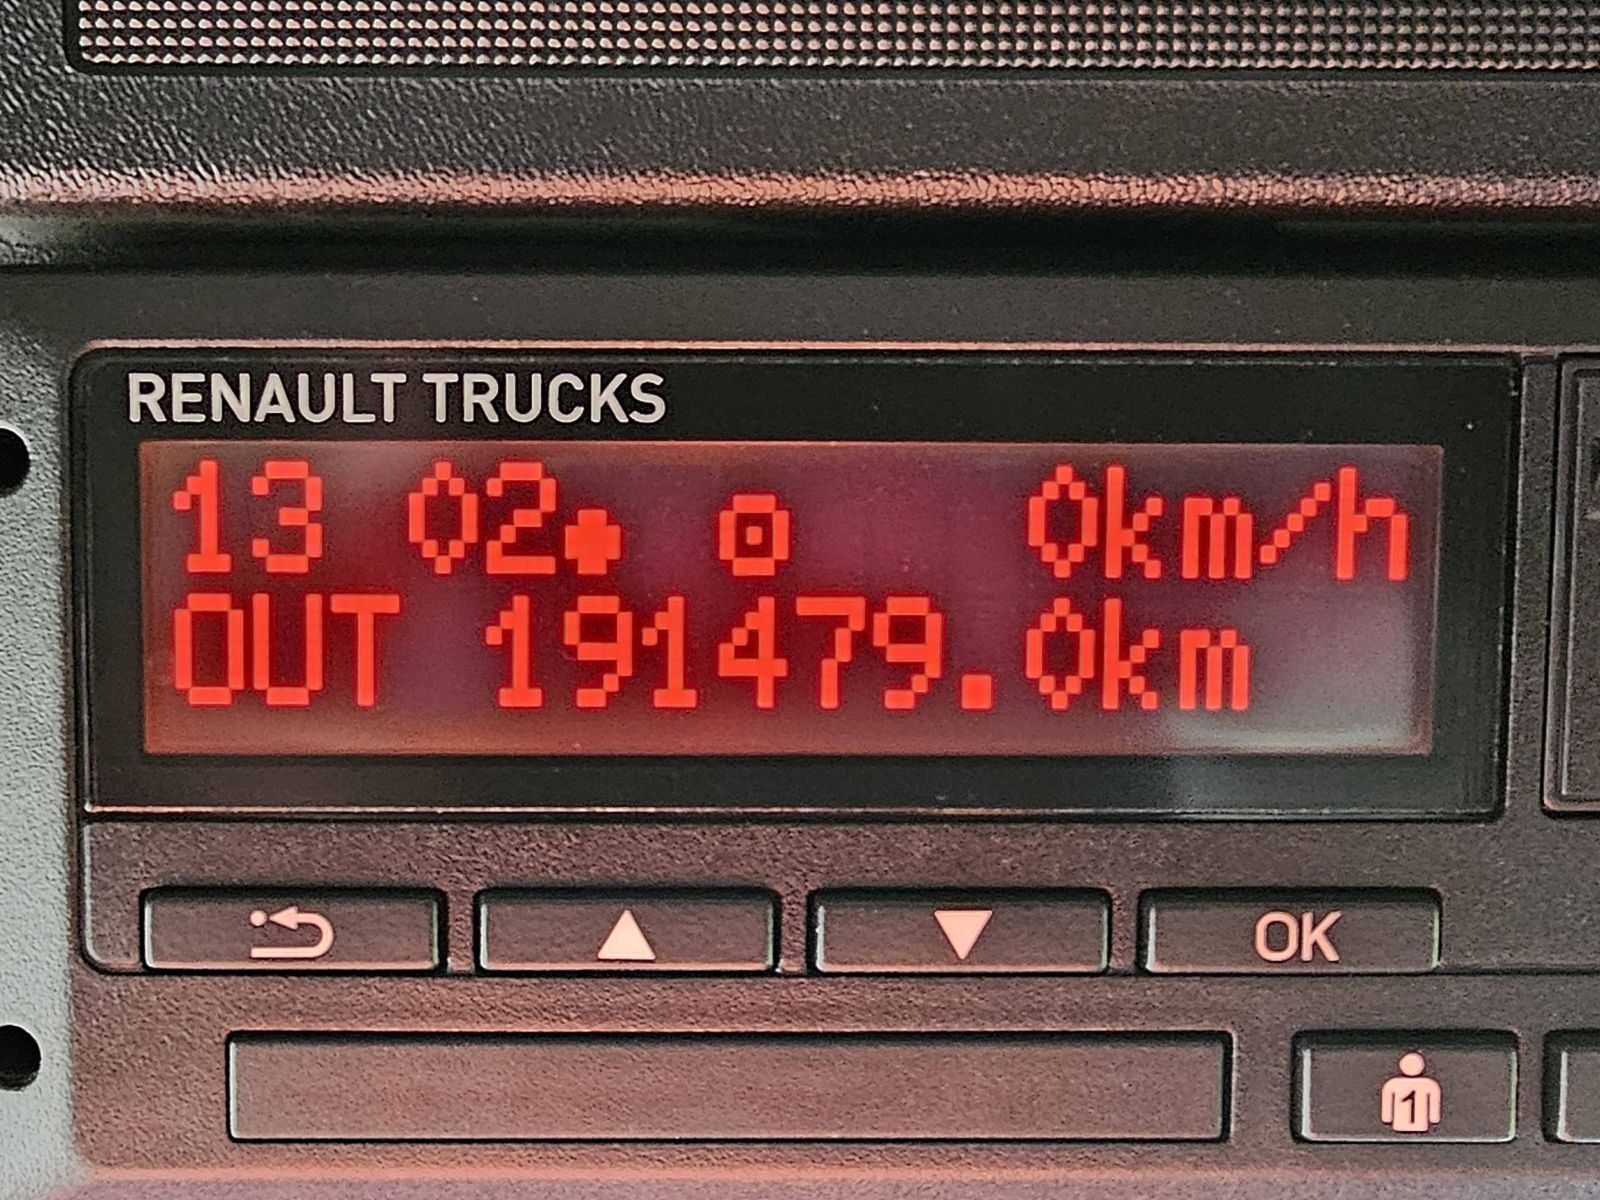 RENAULT TRUCKS
13 02 0km/h
OUT 191479.0km
OK
1